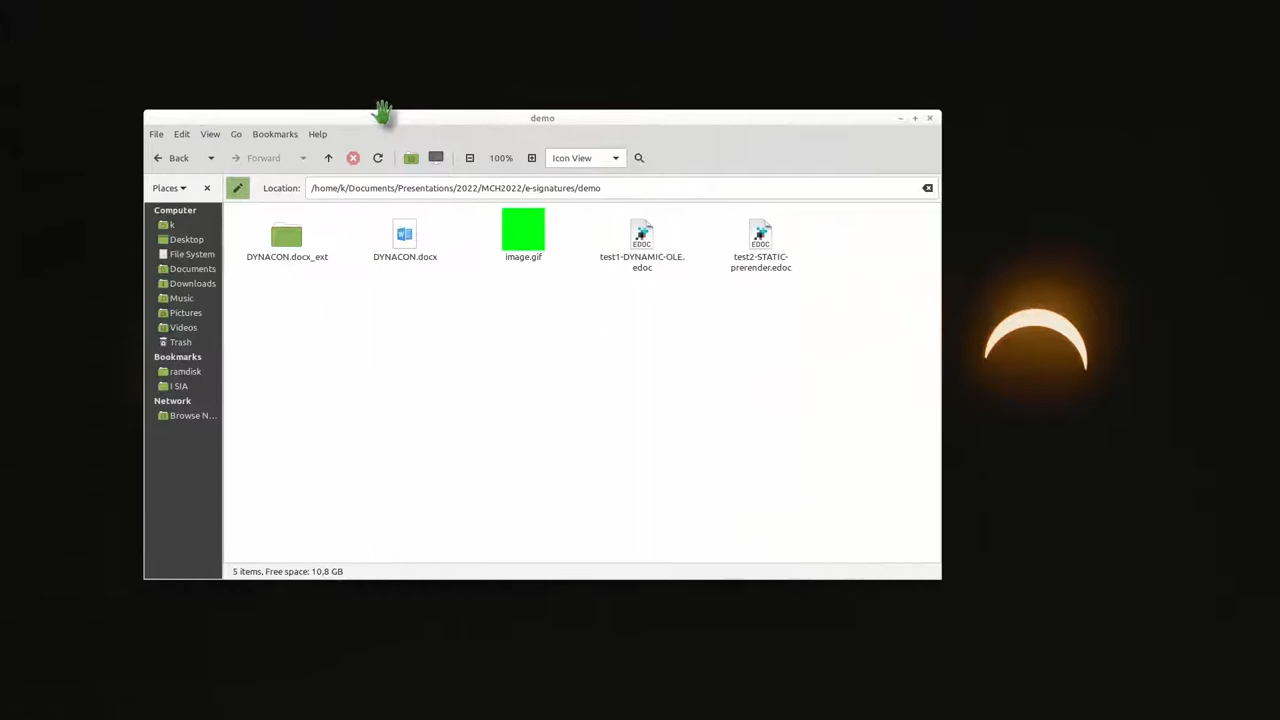 demo
File Edit View Go Bookmarks Help
Back Forward 100% Icon View
Places Location: /home/k/Documents/Presentations/2022/MCH2022/e-signatures/demo
Computer
k
Desktop
File System
Documents
Downloads
Music
Pictures
Videos
Trash
Bookmarks
ramdisk
I SIA
Network
Browse N...
DYNACON.docx_ext
DYNACON.docx
image.gif
EDOC
test1-DYNAMIC-OLE.
edoc
EDOC
test2-STATIC-
prerender.edoc
5 items, Free space: 10,8 GB